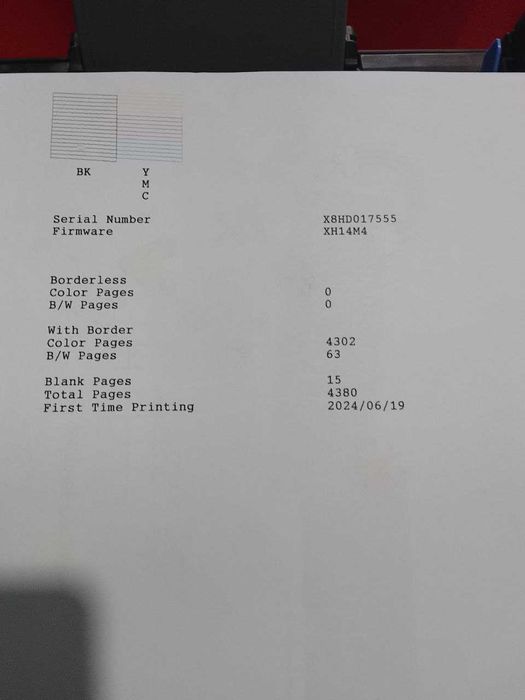 BK Y
M
C
Serial Number X8HD017555
Firmware XH14M4
Borderless
Color Pages 0
B/W Pages 0
With Border
Color Pages 4302
B/W Pages 63
Blank Pages 15
Total Pages 4380
First Time Printing 2024/06/19